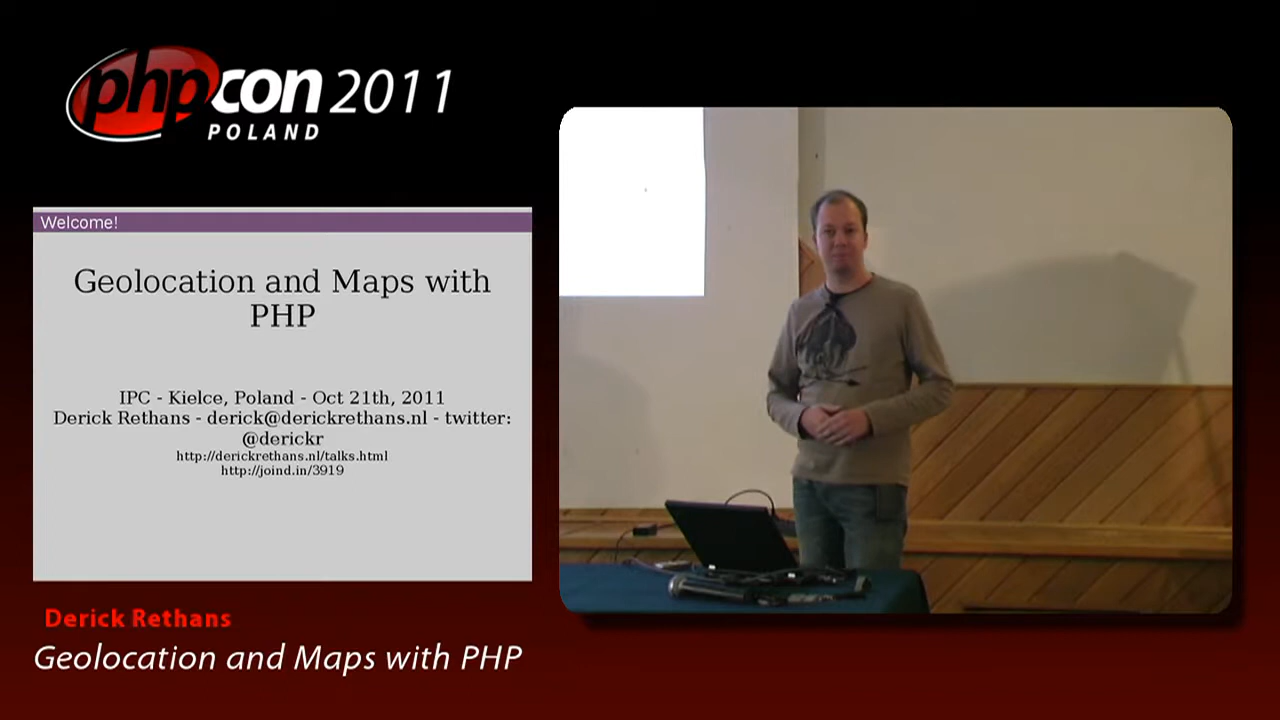 phpcon 2011
POLAND
Welcome!
Geolocation and Maps with
PHP
IPC - Kielce, Poland - Oct 21th, 2011
Derick Rethans - derick@derickrethans.nl - twitter:
@derickr
http://derickrethans.nl/talks.html
http://joind.in/3919
Derick Rethans
Geolocation and Maps with PHP